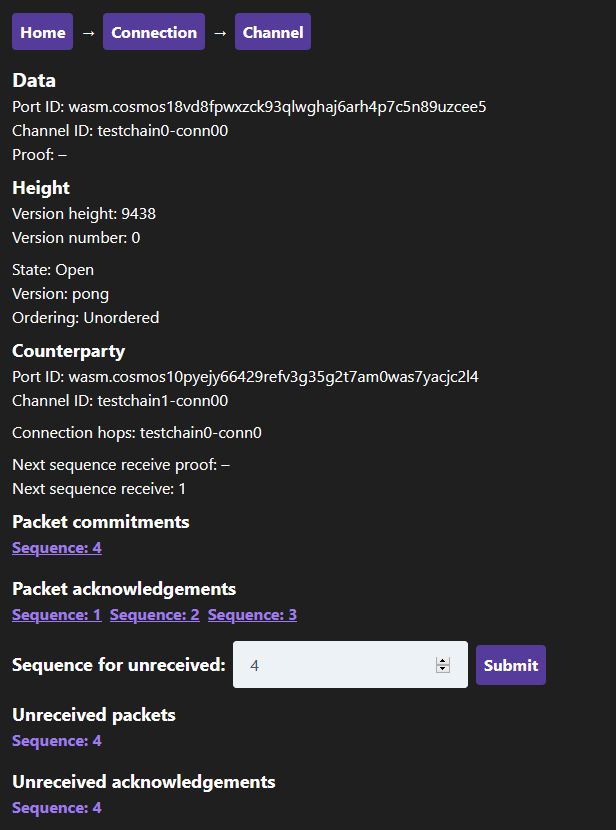 Home → Connection → Channel
Data
Port ID: wasm.cosmos18vd8fpwxzck93qlwghaj6arh4p7c5n89uzcee5
Channel ID: testchain0-conn00
Proof: –
Height
Version height: 9438
Version number: 0
State: Open
Version: pong
Ordering: Unordered
Counterparty
Port ID: wasm.cosmos10pyejy66429refv3g35g2t7am0was7yacjc2l4
Channel ID: testchain1-conn00
Connection hops: testchain0-conn0
Next sequence receive proof: –
Next sequence receive: 1
Packet commitments
Sequence: 4
Packet acknowledgements
Sequence: 1 Sequence: 2 Sequence: 3
Sequence for unreceived: 4 Submit
Unreceived packets
Sequence: 4
Unreceived acknowledgements
Sequence: 4